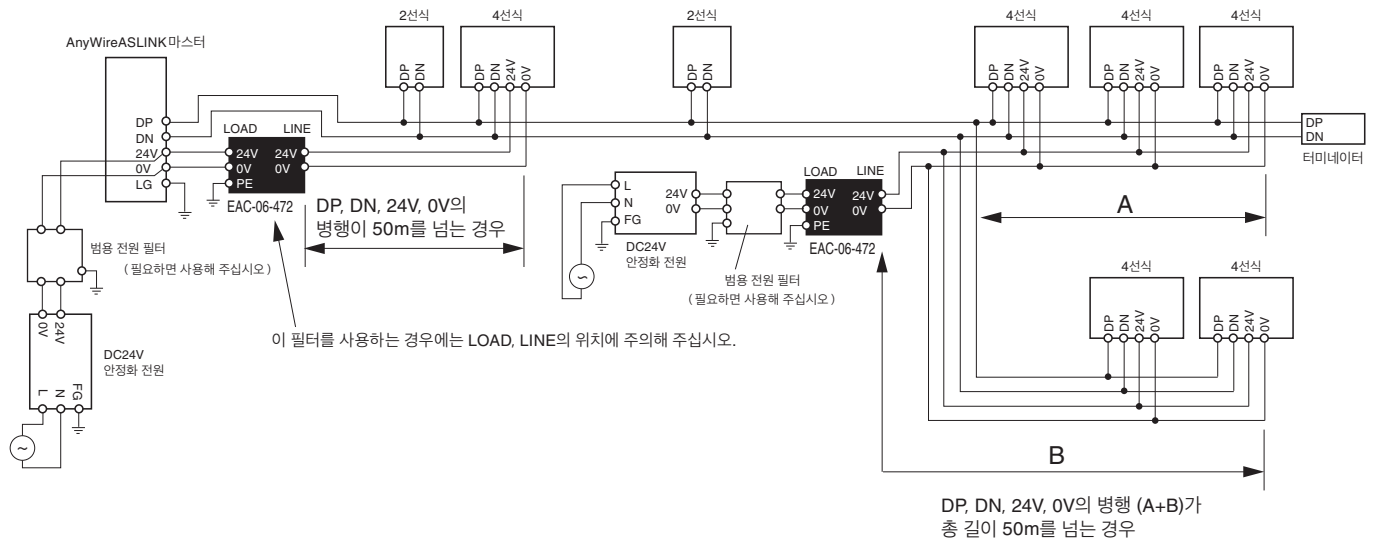 AnyWireASLINK마스터
DP
DN
24V
0V
LG
LOAD LINE
24V 24V
0V 0V
PE
EAC-06-472
2선식
DP
DN
4선식
DP
DN
24V
0V
2선식
DP
DN
4선식
DP
DN
24V
0V
4선식
DP
DN
24V
0V
4선식
DP
DN
24V
0V
DP
DN
터미네이터
DP, DN, 24V, 0V의
병행이 50m를 넘는 경우
범용 전원 필터
(필요하면 사용해 주십시오)
0V
24V
DC24V
안정화 전원
L
N
FG
~
이 필터를 사용하는 경우에는 LOAD, LINE의 위치에 주의해 주십시오.
L
N
FG
24V
0V
DC24V
안정화 전원
~
범용 전원 필터
(필요하면 사용해 주십시오)
LOAD LINE
24V 24V
0V 0V
PE
EAC-06-472
A
4선식
DP
DN
24V
0V
4선식
DP
DN
24V
0V
B
DP, DN, 24V, 0V의 병행 (A+B)가
총 길이 50m를 넘는 경우